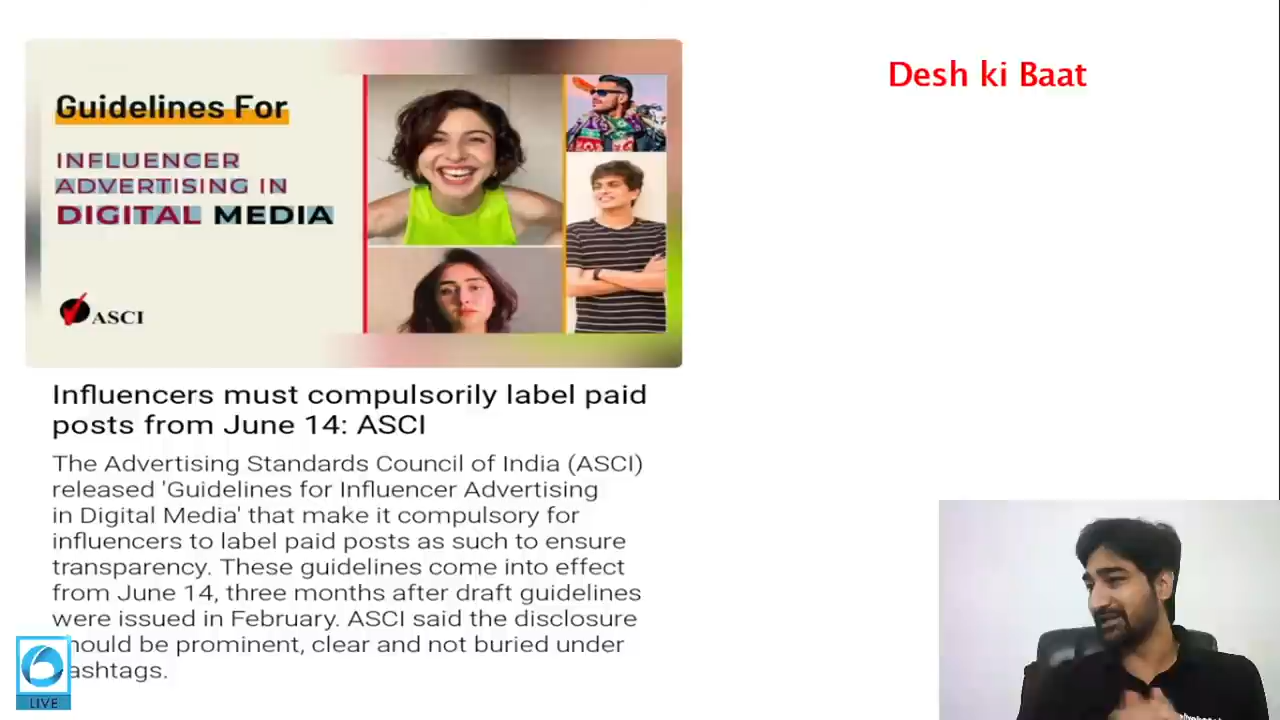 Desh ki Baat
Guidelines For
INFLUENCER
ADVERTISING IN
DIGITAL MEDIA
ASCI
Influencers must compulsorily label paid
posts from June 14: ASCI
The Advertising Standards Council of India (ASCI)
released 'Guidelines for Influencer Advertising
in Digital Media' that make it compulsory for
influencers to label paid posts as such to ensure
transparency. These guidelines come into effect
from June 14, three months after draft guidelines
were issued in February. ASCI said the disclosure
should be prominent, clear and not buried under
hashtags.
LIVE